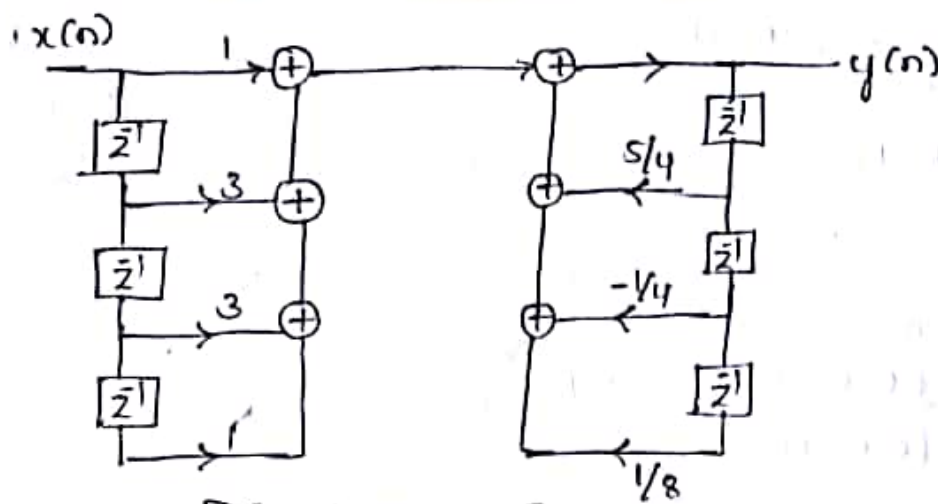 x(n) 1 + + y(n)
z⁻¹ z⁻¹
3 + + 5/4
z⁻¹ z⁻¹
3 + + -1/4
z⁻¹ z⁻¹
1 1/8